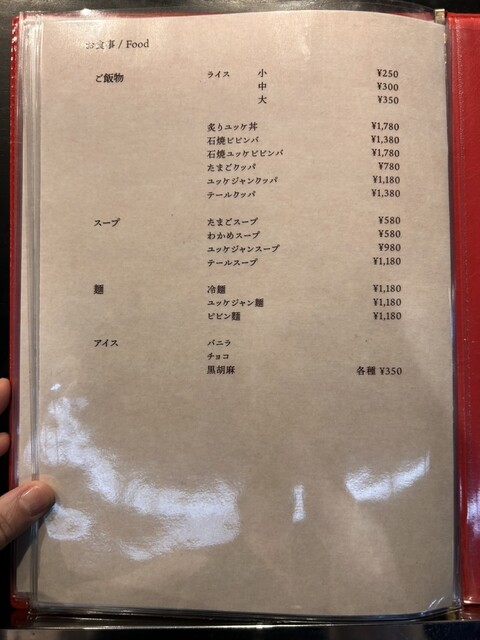 お食事 / Food
ご飯物 ライス 小 ¥250
中 ¥300
大 ¥350
炙りユッケ丼 ¥1,780
石焼ビビンバ ¥1,380
石焼ユッケビビンバ ¥1,780
たまごクッパ ¥780
ユッケジャンクッパ ¥1,180
テールクッパ ¥1,380
スープ たまごスープ ¥580
わかめスープ ¥580
ユッケジャンスープ ¥980
テールスープ ¥1,180
麺 冷麺 ¥1,180
ユッケジャン麺 ¥1,180
ビビン麺 ¥1,180
アイス バニラ
チョコ
黒胡麻 各種 ¥350